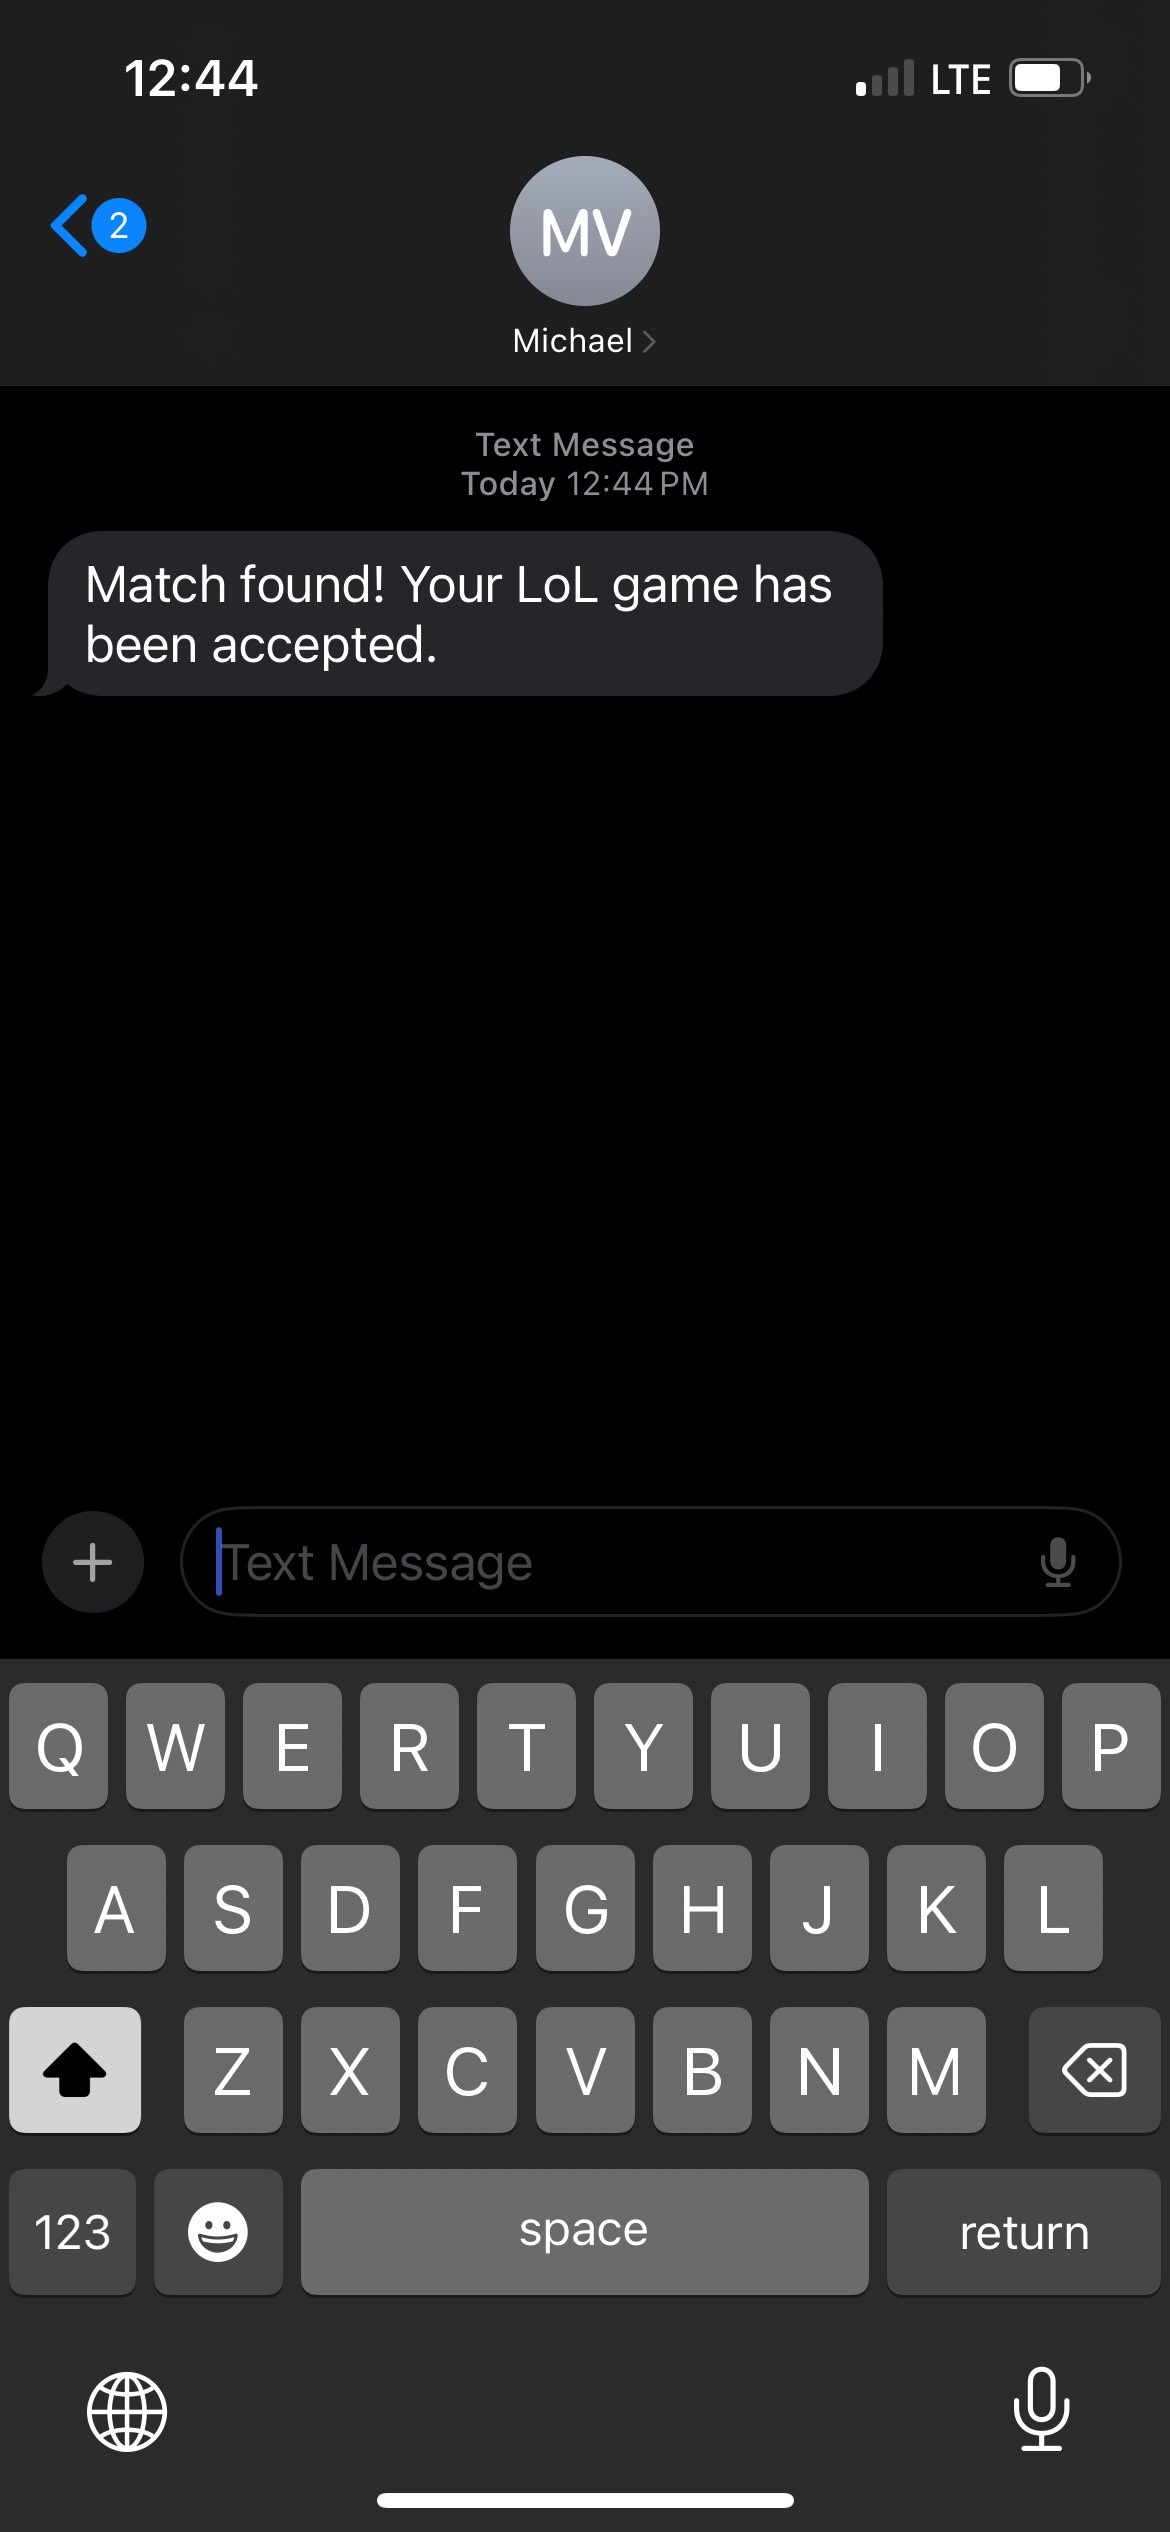 12:44 LTE
2
MV
Michael
Text Message
Today 12:44 PM
Match found! Your LoL game has
been accepted.
Text Message
Q W E R T Y U I O P
A S D F G H J K L
Z X C V B N M
123 space return